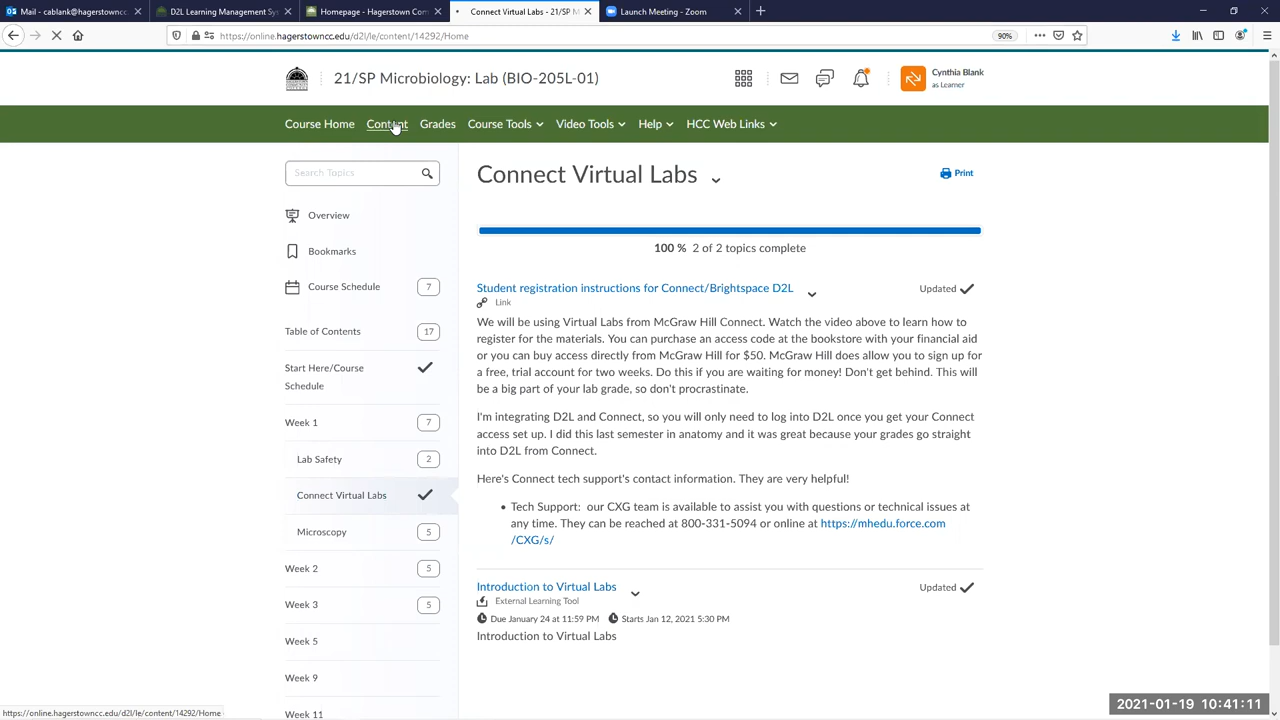 Mail - cablank@hagerstowncc
D2L Learning Management Sys
Homepage - Hagerstown Com
Connect Virtual Labs - 21/SP M
Launch Meeting - Zoom
https://online.hagerstowncc.edu/d2l/le/content/14292/Home
90%
21/SP Microbiology: Lab (BIO-205L-01)
Cynthia Blank
as Learner
Course Home
Content
Grades
Course Tools
Video Tools
Help
HCC Web Links
Search Topics
Overview
Bookmarks
Course Schedule
7
Table of Contents
17
Start Here/Course
Schedule
Week 1
7
Lab Safety
2
Connect Virtual Labs
Microscopy
5
Week 2
5
Week 3
5
Week 5
Week 9
Week 11
Connect Virtual Labs
Print
100 % 2 of 2 topics complete
Student registration instructions for Connect/Brightspace D2L
Updated
Link
We will be using Virtual Labs from McGraw Hill Connect. Watch the video above to learn how to
register for the materials. You can purchase an access code at the bookstore with your financial aid
or you can buy access directly from McGraw Hill for $50. McGraw Hill does allow you to sign up for
a free, trial account for two weeks. Do this if you are waiting for money! Don't get behind. This will
be a big part of your lab grade, so don't procrastinate.
I'm integrating D2L and Connect, so you will only need to log into D2L once you get your Connect
access set up. I did this last semester in anatomy and it was great because your grades go straight
into D2L from Connect.
Here's Connect tech support's contact information. They are very helpful!
• Tech Support: our CXG team is available to assist you with questions or technical issues at
any time. They can be reached at 800-331-5094 or online at https://mhedu.force.com
/CXG/s/
Introduction to Virtual Labs
Updated
External Learning Tool
Due January 24 at 11:59 PM Starts Jan 12, 2021 5:30 PM
Introduction to Virtual Labs
https://online.hagerstowncc.edu/d2l/le/content/14292/Home
2021-01-19 10:41:11